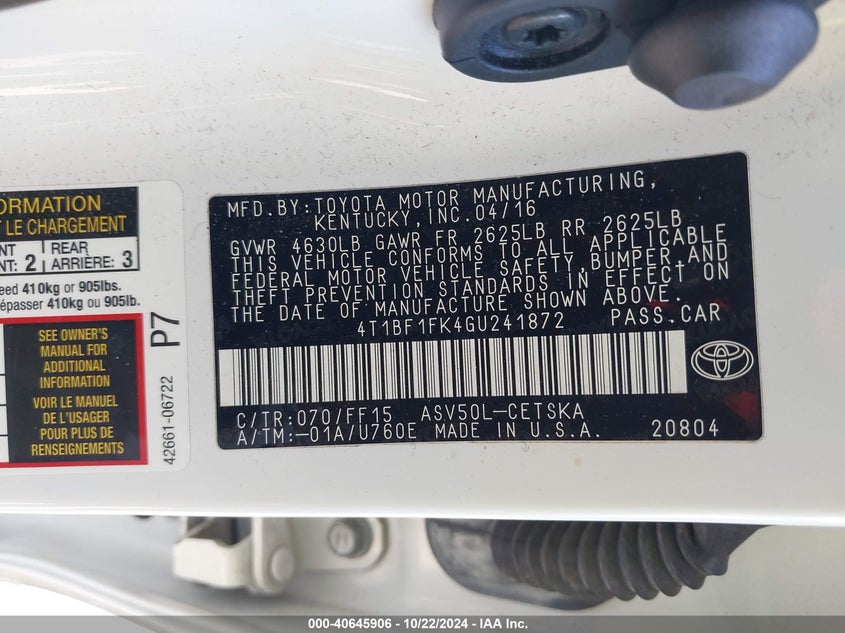 ORMATION
T LE CHARGEMENT
NT REAR
NT: 2 ARRIÈRE: 3
eed 410kg or 905lbs.
épasser 410kg ou 905lb.
SEE OWNER'S
MANUAL FOR
ADDITIONAL
INFORMATION
VOIR LE MANUEL
DE L'USAGER
POUR PLUS DE
RENSEIGNEMENTS
P7
42661-06722
MFD.BY: TOYOTA MOTOR MANUFACTURING,
KENTUCKY, INC. 04/16
GVWR 4630LB GAWR FR 2625LB RR 2625LB
THIS VEHICLE CONFORMS TO ALL APPLICABLE
FEDERAL MOTOR VEHICLE SAFETY, BUMPER, AND
THEFT PREVENTION STANDARDS IN EFFECT ON
THE DATE OF MANUFACTURE SHOWN ABOVE.
4T1BF1FK4GU241872 PASS.CAR
C/TR:070/FF15 ASV50L-CETSKA
A/TM:-01A/U760E MADE IN U.S.A. 20804
000-40645906 - 10/22/2024 - IAA Inc.